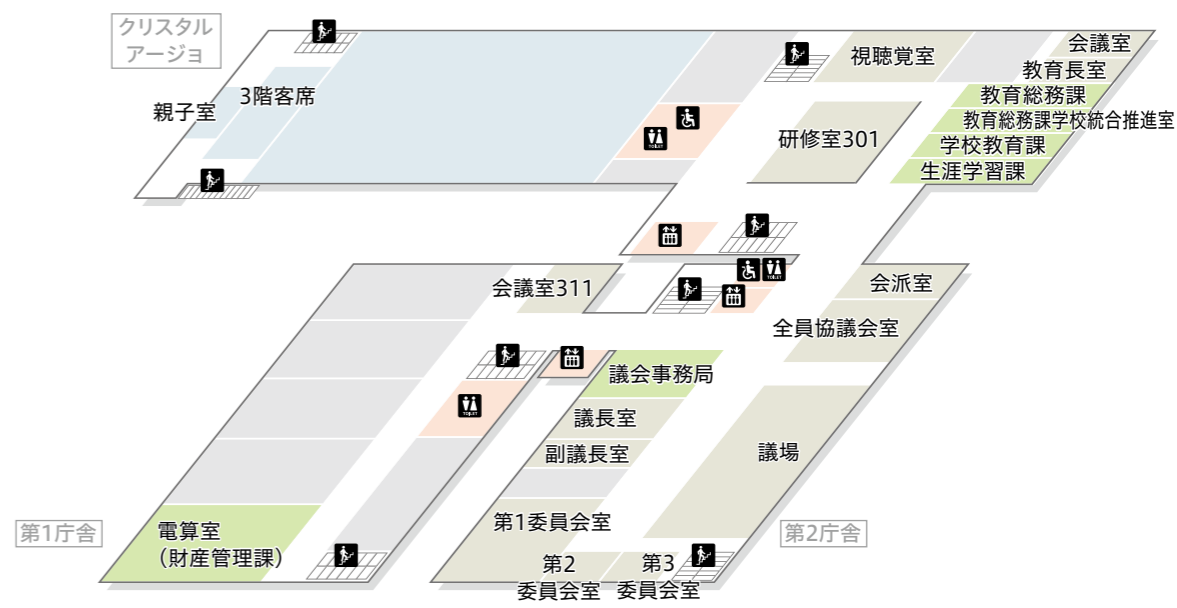 クリスタル
アージョ
親子室
3階客席
視聴覚室
会議室
教育長室
教育総務課
教育総務課学校統合推進室
学校教育課
生涯学習課
研修室301
会議室311
会派室
全員協議会室
議会事務局
議長室
副議長室
議場
第1委員会室
第2
委員会室
第3
委員会室
電算室
（財産管理課）
第1庁舎
第2庁舎
TOILET
TOILET
TOILET